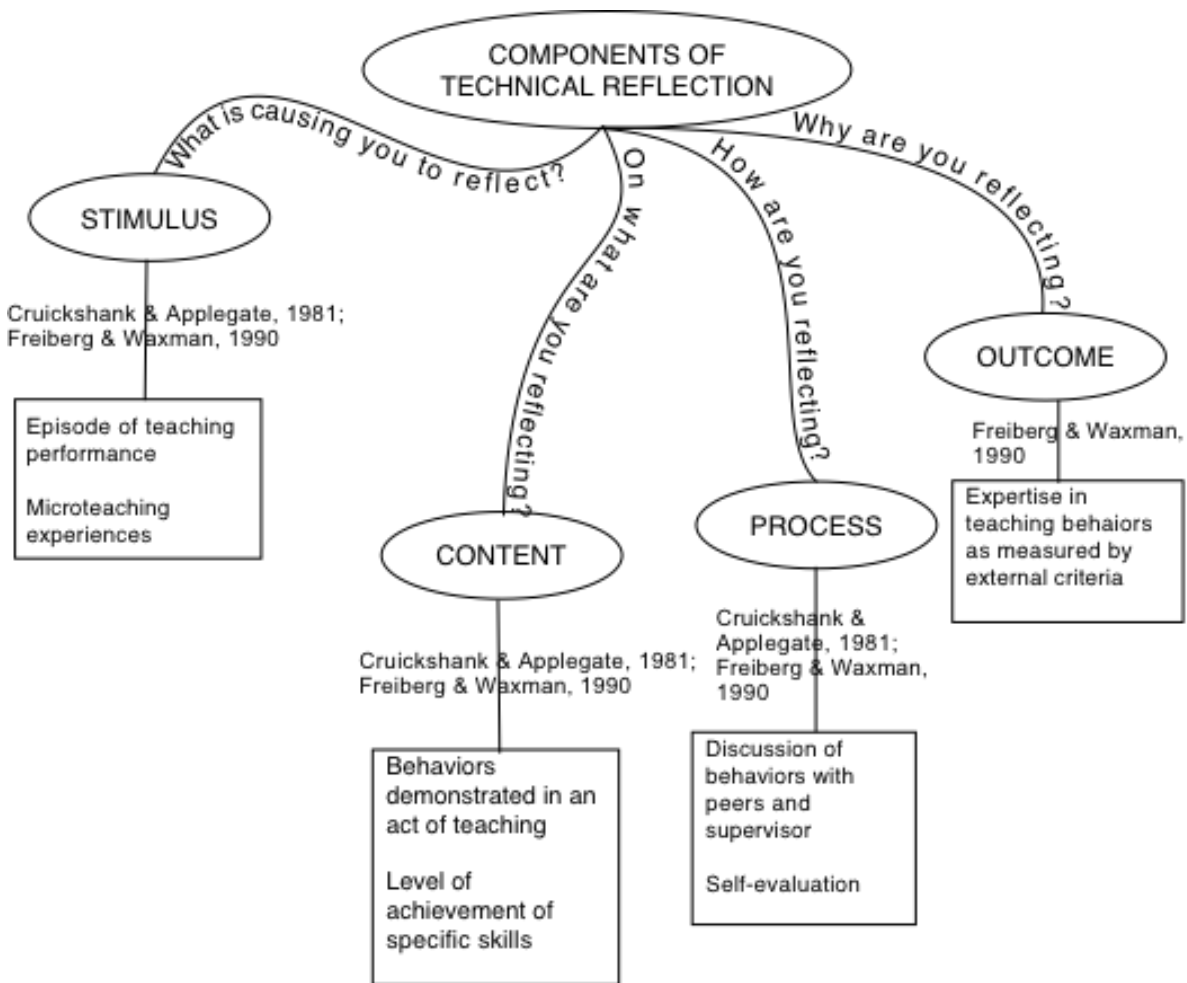 COMPONENTS OF
TECHNICAL REFLECTION
What is causing you to reflect?
STIMULUS
Cruickshank & Applegate, 1981;
Freiberg & Waxman, 1990
Episode of teaching
performance
Microteaching
experiences
On what are you reflecting?
CONTENT
Cruickshank & Applegate, 1981;
Freiberg & Waxman, 1990
Behaviors
demonstrated in an
act of teaching
Level of
achievement of
specific skills
How are you reflecting?
PROCESS
Cruickshank &
Applegate, 1981;
Freiberg & Waxman,
1990
Discussion of
behaviors with
peers and
supervisor
Self-evaluation
Why are you reflecting?
OUTCOME
Freiberg & Waxman,
1990
Expertise in
teaching behaiors
as measured by
external criteria